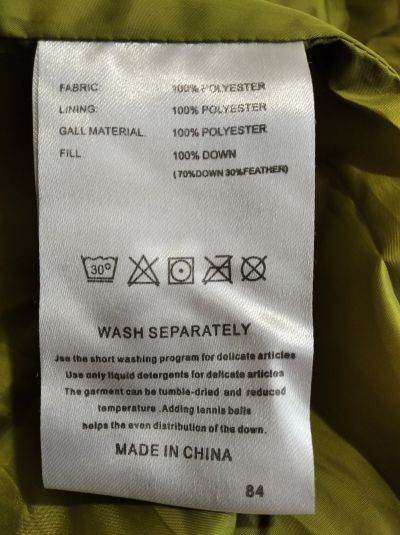 FABRIC: 100% POLYESTER
LINING: 100% POLYESTER
GALL MATERIAL: 100% POLYESTER
FILL: 100% DOWN
(70%DOWN 30%FEATHER)
30°
WASH SEPARATELY
Jse the short washing program for delicate articles
Use only liquid detergents for delicate articles
The garment can be tumble-dried and reduced
temperature .Adding tannis balls
helps the even distribution of the down.
MADE IN CHINA
84